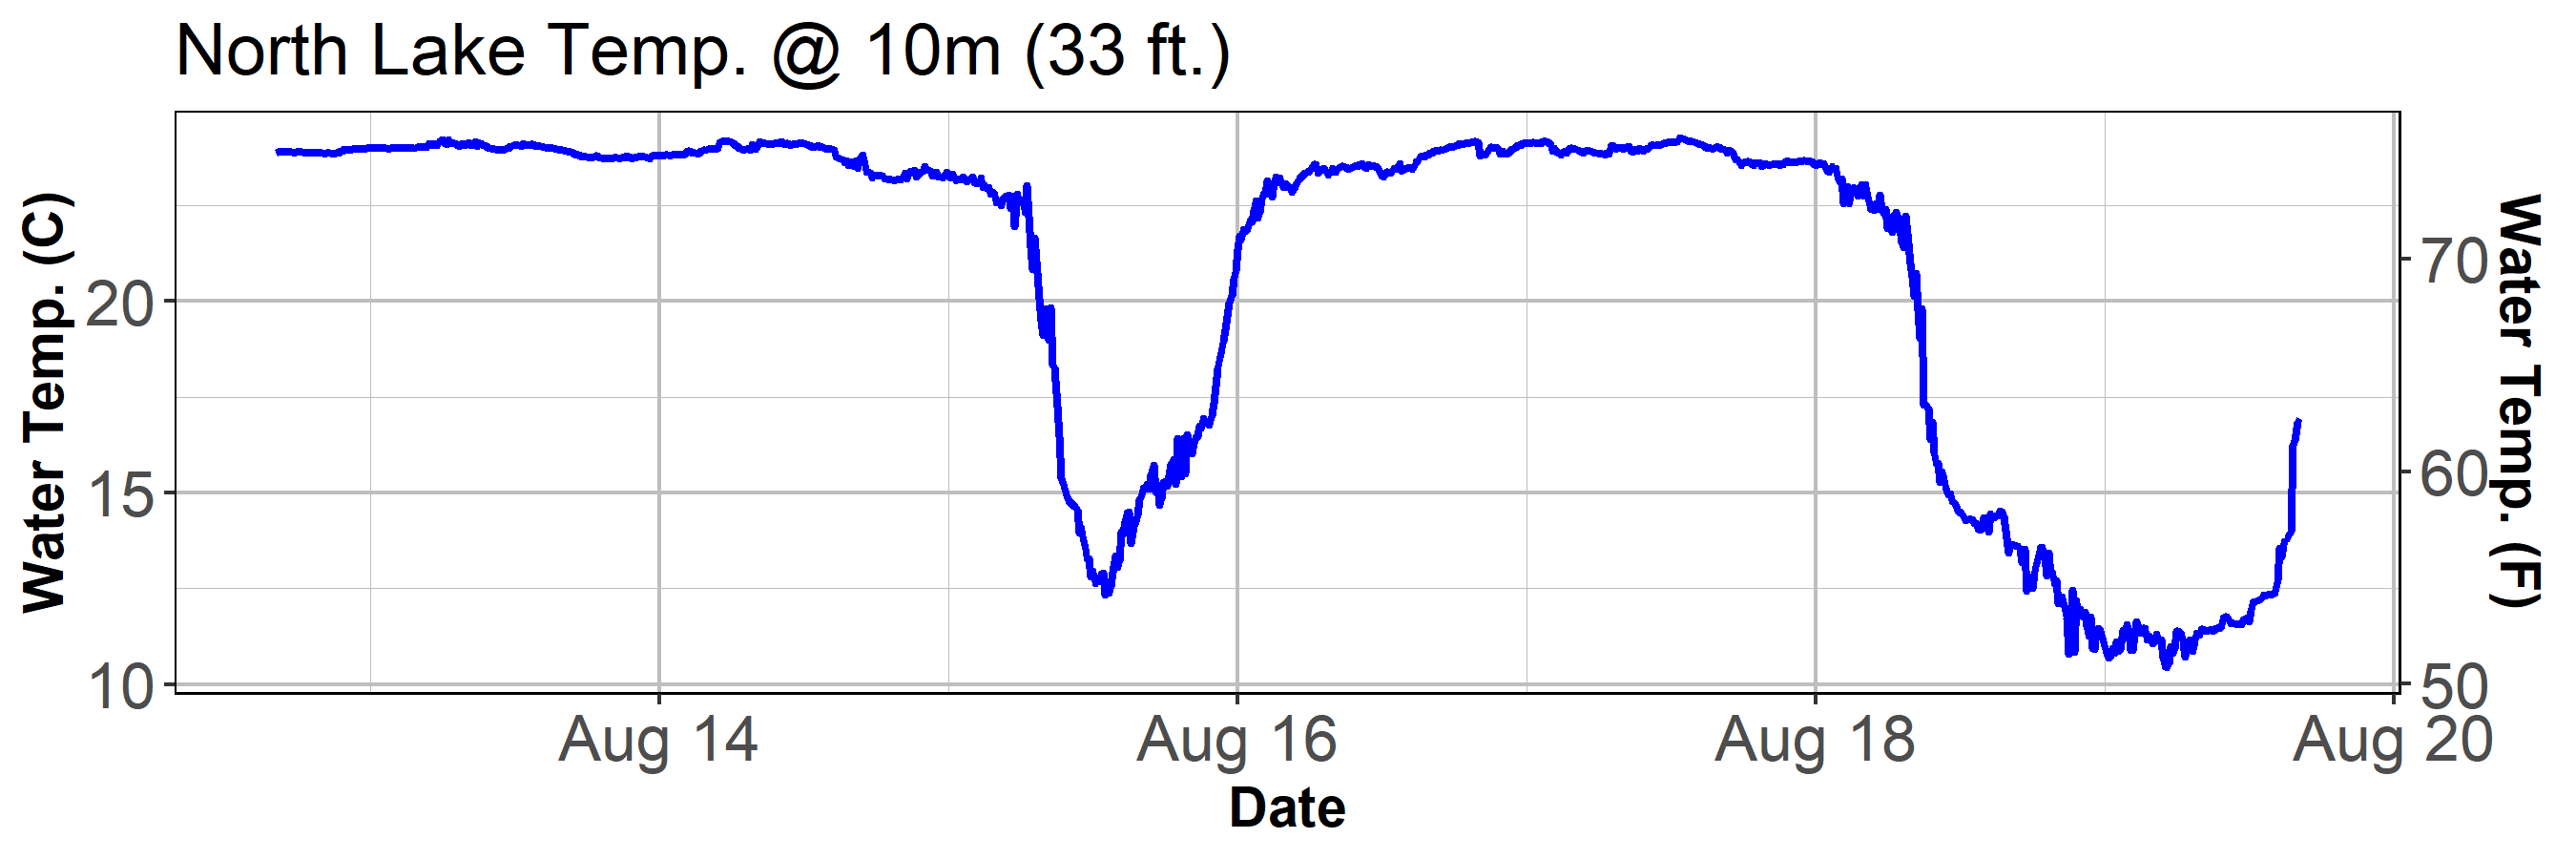 North Lake Temp. @ 10m (33 ft.)
Water Temp. (C)
20
15
10
70
60
50
Water Temp. (F)
Aug 14
Aug 16
Aug 18
Aug 20
Date